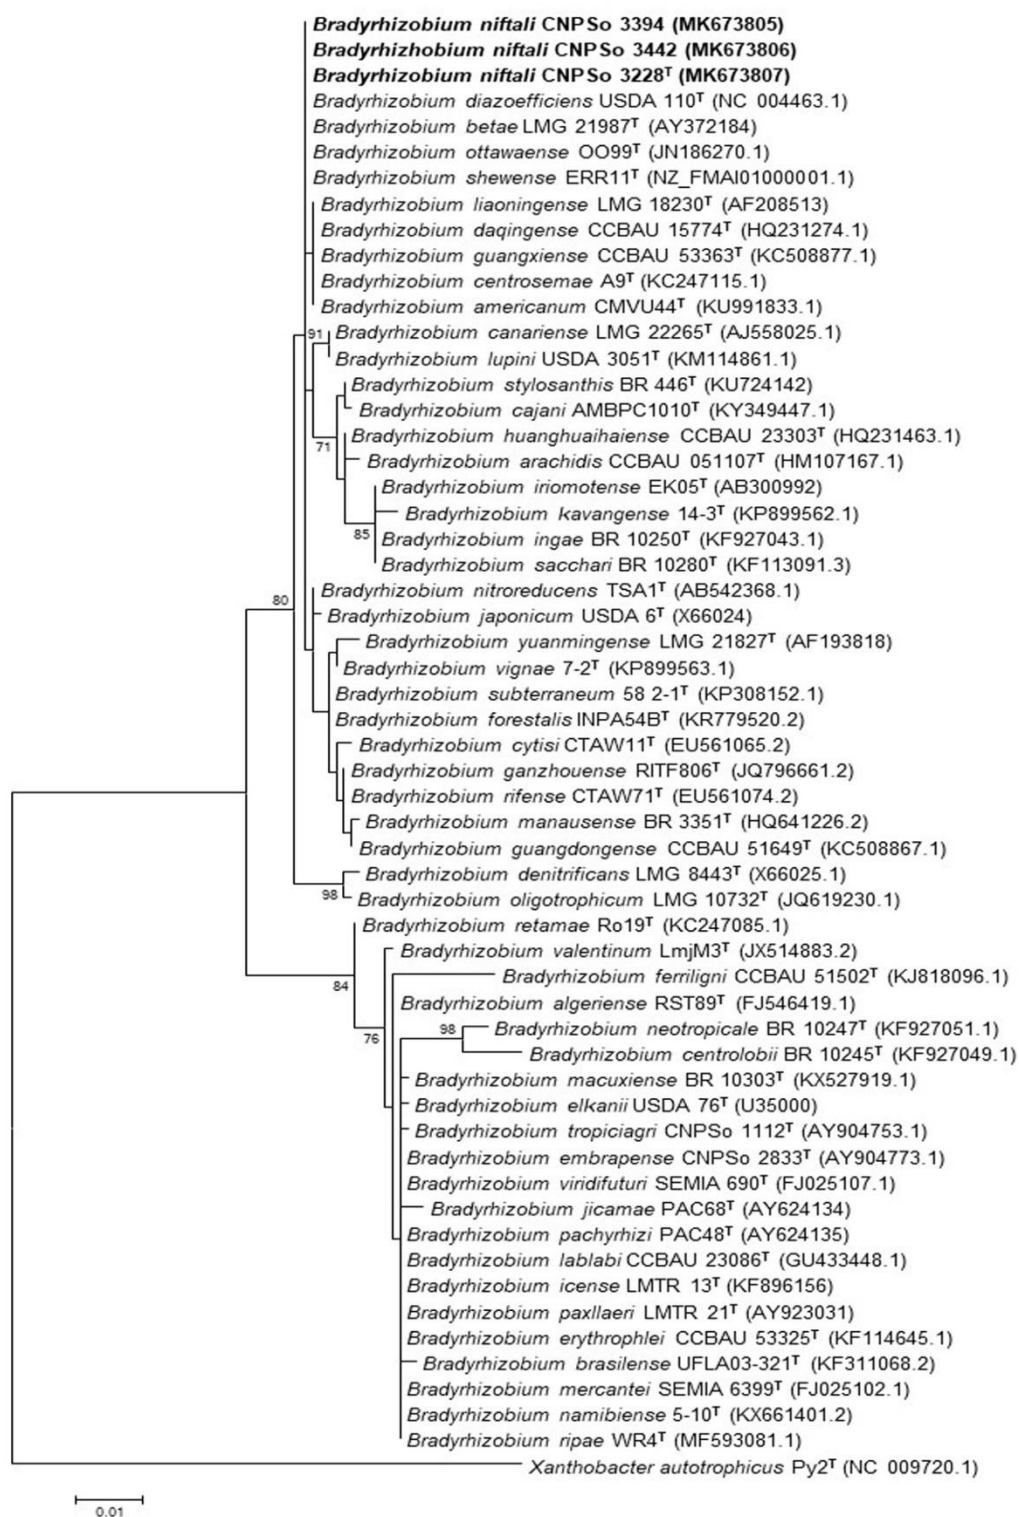 Bradyrhizobium niftali CNPSo 3394 (MK673805)
Bradyrhizhobium niftali CNPSo 3442 (MK673806)
Bradyrhizobium niftali CNPSo 3228ᵀ (MK673807)
Bradyrhizobium diazoefficiens USDA 110ᵀ (NC 004463.1)
Bradyrhizobium betae LMG 21987ᵀ (AY372184)
Bradyrhizobium ottawaense OO99ᵀ (JN186270.1)
Bradyrhizobium shewense ERR11ᵀ (NZ_FMAI01000001.1)
Bradyrhizobium liaoningense LMG 18230ᵀ (AF208513)
Bradyrhizobium daqingense CCBAU 15774ᵀ (HQ231274.1)
Bradyrhizobium guangxiense CCBAU 53363ᵀ (KC508877.1)
Bradyrhizobium centrosemae A9ᵀ (KC247115.1)
Bradyrhizobium americanum CMVU44ᵀ (KU991833.1)
91
Bradyrhizobium canariense LMG 22265ᵀ (AJ558025.1)
Bradyrhizobium lupini USDA 3051ᵀ (KM114861.1)
Bradyrhizobium stylosanthis BR 446ᵀ (KU724142)
Bradyrhizobium cajani AMBPC1010ᵀ (KY349447.1)
Bradyrhizobium huanghuaihaiense CCBAU 23303ᵀ (HQ231463.1)
71
Bradyrhizobium arachidis CCBAU 051107ᵀ (HM107167.1)
Bradyrhizobium iriomotense EK05ᵀ (AB300992)
Bradyrhizobium kavangense 14-3ᵀ (KP899562.1)
85
Bradyrhizobium ingae BR 10250ᵀ (KF927043.1)
Bradyrhizobium sacchari BR 10280ᵀ (KF113091.3)
Bradyrhizobium nitroreducens TSA1ᵀ (AB542368.1)
80
Bradyrhizobium japonicum USDA 6ᵀ (X66024)
Bradyrhizobium yuanmingense LMG 21827ᵀ (AF193818)
Bradyrhizobium vignae 7-2ᵀ (KP899563.1)
Bradyrhizobium subterraneum 58 2-1ᵀ (KP308152.1)
Bradyrhizobium forestalis INPA54Bᵀ (KR779520.2)
Bradyrhizobium cytisi CTAW11ᵀ (EU561065.2)
Bradyrhizobium ganzhouense RITF806ᵀ (JQ796661.2)
Bradyrhizobium rifense CTAW71ᵀ (EU561074.2)
Bradyrhizobium manausense BR 3351ᵀ (HQ641226.2)
Bradyrhizobium guangdongense CCBAU 51649ᵀ (KC508867.1)
Bradyrhizobium denitrificans LMG 8443ᵀ (X66025.1)
98
Bradyrhizobium oligotrophicum LMG 10732ᵀ (JQ619230.1)
Bradyrhizobium retamae Ro19ᵀ (KC247085.1)
Bradyrhizobium valentinum LmjM3ᵀ (JX514883.2)
Bradyrhizobium ferriligni CCBAU 51502ᵀ (KJ818096.1)
84
Bradyrhizobium algeriense RST89ᵀ (FJ546419.1)
98
Bradyrhizobium neotropicale BR 10247ᵀ (KF927051.1)
76
Bradyrhizobium centrolobii BR 10245ᵀ (KF927049.1)
Bradyrhizobium macuxiense BR 10303ᵀ (KX527919.1)
Bradyrhizobium elkanii USDA 76ᵀ (U35000)
Bradyrhizobium tropiciagri CNPSo 1112ᵀ (AY904753.1)
Bradyrhizobium embrapense CNPSo 2833ᵀ (AY904773.1)
Bradyrhizobium viridifuturi SEMIA 690ᵀ (FJ025107.1)
Bradyrhizobium jicamae PAC68ᵀ (AY624134)
Bradyrhizobium pachyrhizi PAC48ᵀ (AY624135)
Bradyrhizobium lablabi CCBAU 23086ᵀ (GU433448.1)
Bradyrhizobium icense LMTR 13ᵀ (KF896156)
Bradyrhizobium paxllaeri LMTR 21ᵀ (AY923031)
Bradyrhizobium erythrophlei CCBAU 53325ᵀ (KF114645.1)
Bradyrhizobium brasilense UFLA03-321ᵀ (KF311068.2)
Bradyrhizobium mercantei SEMIA 6399ᵀ (FJ025102.1)
Bradyrhizobium namibiense 5-10ᵀ (KX661401.2)
Bradyrhizobium ripae WR4ᵀ (MF593081.1)
Xanthobacter autotrophicus Py2ᵀ (NC 009720.1)
0.01